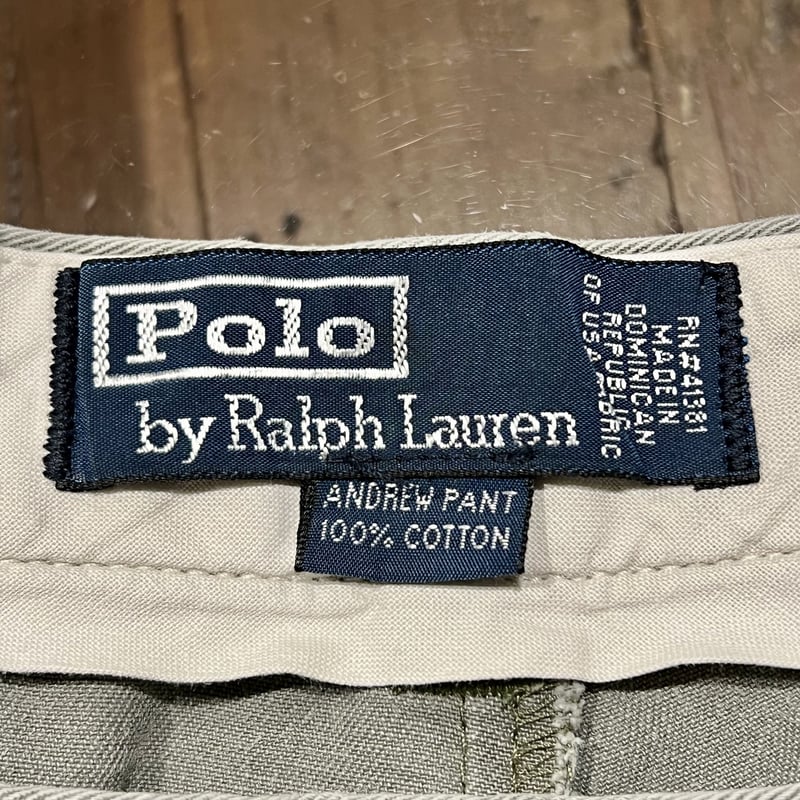 Polo
by Ralph Lauren
RN#41381
MADE IN
DOMINICAN
REPUBLIC
OF USA FABRIC
ANDREW PANT
100% COTTON